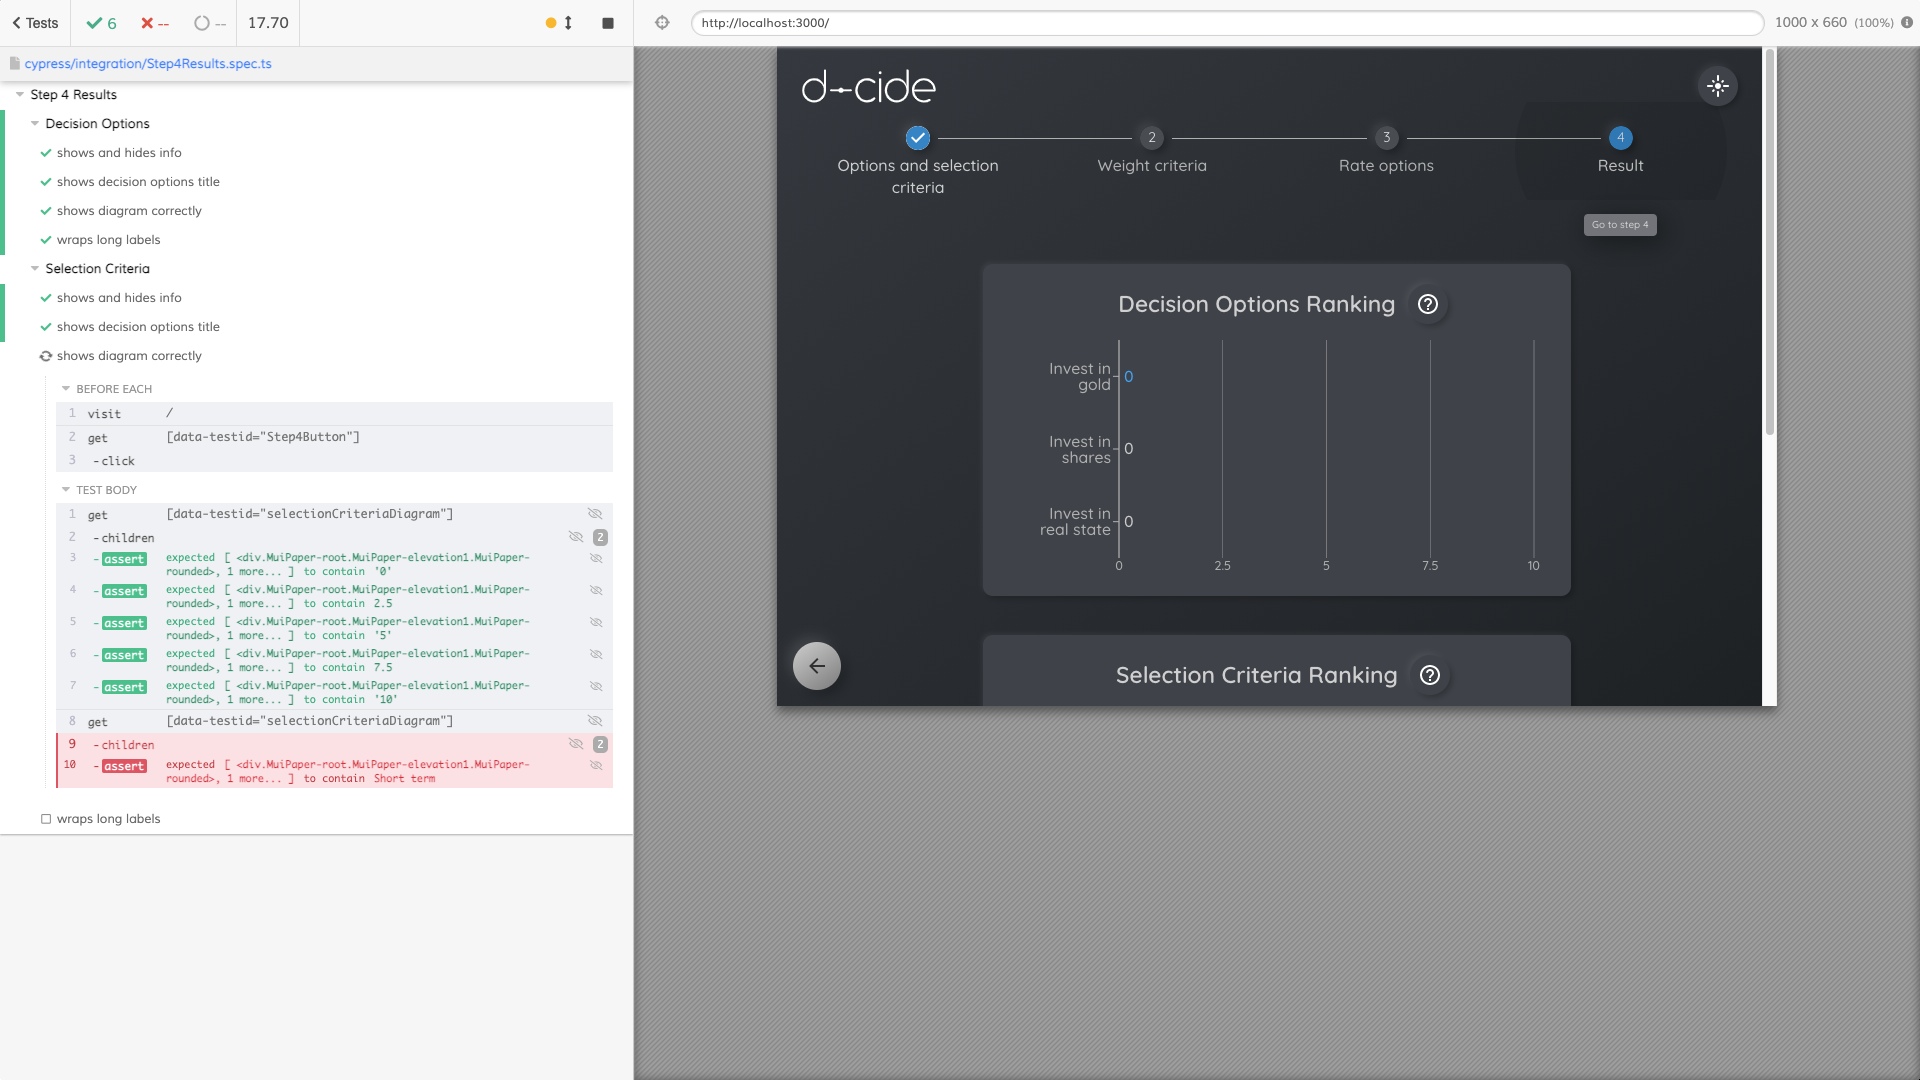 Tests
6
--
--
17.70
http://localhost:3000/
1000 x 660 (100%)
cypress/integration/Step4Results.spec.ts
Step 4 Results
Decision Options
shows and hides info
shows decision options title
shows diagram correctly
wraps long labels
Selection Criteria
shows and hides info
shows decision options title
shows diagram correctly
BEFORE EACH
1 visit /
2 get [data-testid="Step4Button"]
3 -click
TEST BODY
1 get [data-testid="selectionCriteriaDiagram"]
2 -children 2
3 -assert expected [ <div.MuiPaper-root.MuiPaper-elevation1.MuiPaper-
rounded>, 1 more... ] to contain '0'
4 -assert expected [ <div.MuiPaper-root.MuiPaper-elevation1.MuiPaper-
rounded>, 1 more... ] to contain 2.5
5 -assert expected [ <div.MuiPaper-root.MuiPaper-elevation1.MuiPaper-
rounded>, 1 more... ] to contain '5'
6 -assert expected [ <div.MuiPaper-root.MuiPaper-elevation1.MuiPaper-
rounded>, 1 more... ] to contain 7.5
7 -assert expected [ <div.MuiPaper-root.MuiPaper-elevation1.MuiPaper-
rounded>, 1 more... ] to contain '10'
8 get [data-testid="selectionCriteriaDiagram"]
9 -children 2
10 -assert expected [ <div.MuiPaper-root.MuiPaper-elevation1.MuiPaper-
rounded>, 1 more... ] to contain Short term
wraps long labels
d-cide
2
3
4
Options and selection
criteria
Weight criteria
Rate options
Result
Go to step 4
Decision Options Ranking
Invest in
gold
0
Invest in
shares
0
Invest in
real state
0
0
2.5
5
7.5
10
Selection Criteria Ranking